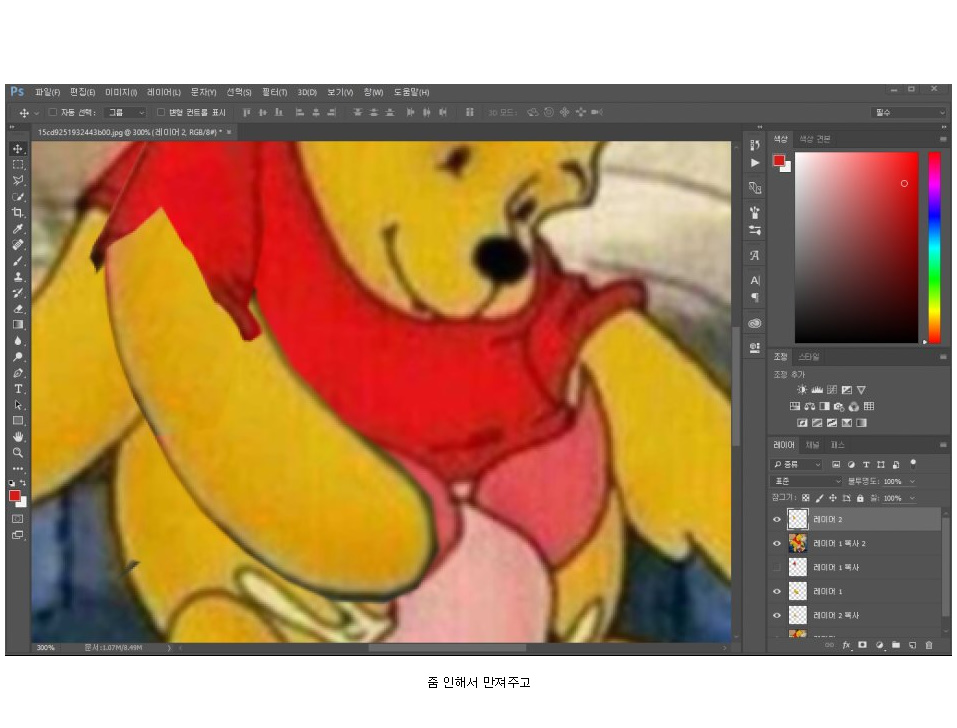 Ps 파일(F) 편집(E) 이미지(I) 레이어(L) 문자(Y) 선택(S) 필터(T) 3D(D) 보기(V) 창(W) 도움말(H)
자동 선택: 그룹 변형 컨트롤 표시 3D 모드: 필수
15cd9251932443b00.jpg @ 300% (레이어 2, RGB/8#) *
색상 색상 견본
조정 스타일
조정 추가
레이어 채널 패스
종류
표준 불투명도: 100%
잠그기: 칠: 100%
레이어 2
레이어 1 복사 2
레이어 1 복사
레이어 1
레이어 2 복사
300% 문서:1.07M/8.49M
줌 인해서 만져주고